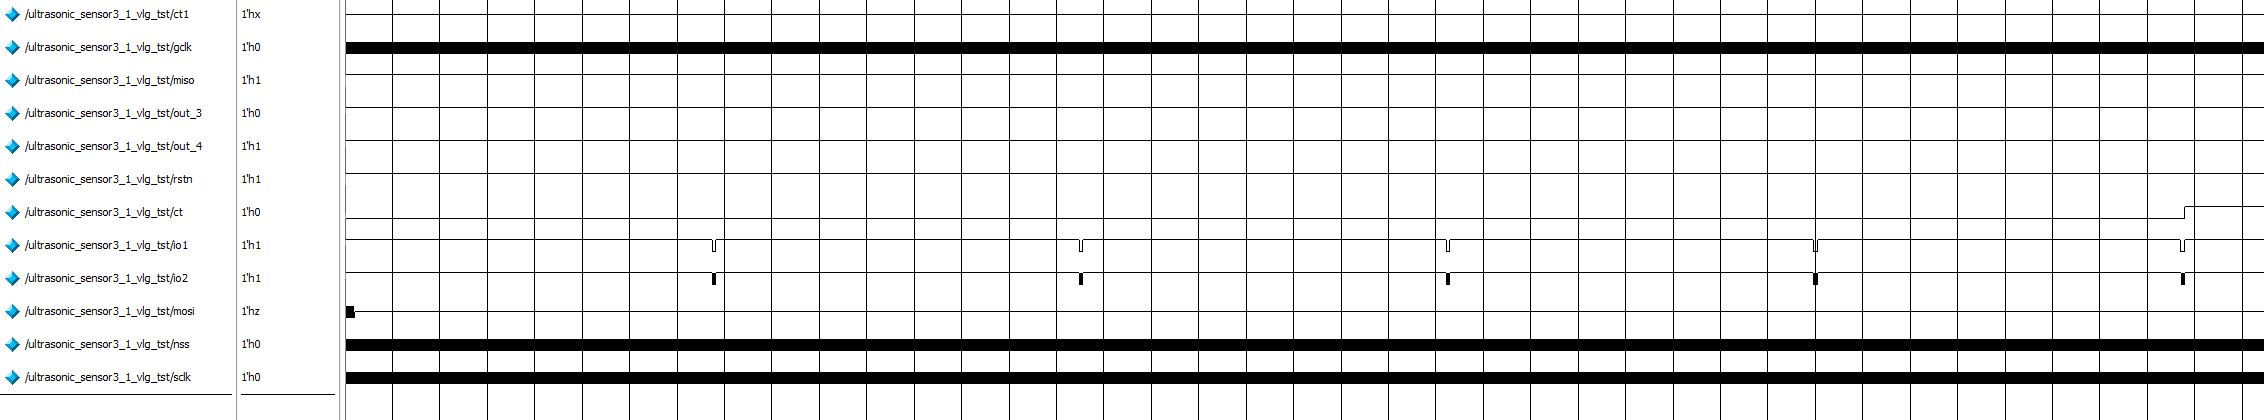 /ultrasonic_sensor3_1_vlg_tst/ct1 1'hx
/ultrasonic_sensor3_1_vlg_tst/gclk 1'h0
/ultrasonic_sensor3_1_vlg_tst/miso 1'h1
/ultrasonic_sensor3_1_vlg_tst/out_3 1'h0
/ultrasonic_sensor3_1_vlg_tst/out_4 1'h1
/ultrasonic_sensor3_1_vlg_tst/rstn 1'h1
/ultrasonic_sensor3_1_vlg_tst/ct 1'h0
/ultrasonic_sensor3_1_vlg_tst/io1 1'h1
/ultrasonic_sensor3_1_vlg_tst/io2 1'h1
/ultrasonic_sensor3_1_vlg_tst/mosi 1'hz
/ultrasonic_sensor3_1_vlg_tst/nss 1'h0
/ultrasonic_sensor3_1_vlg_tst/sclk 1'h0